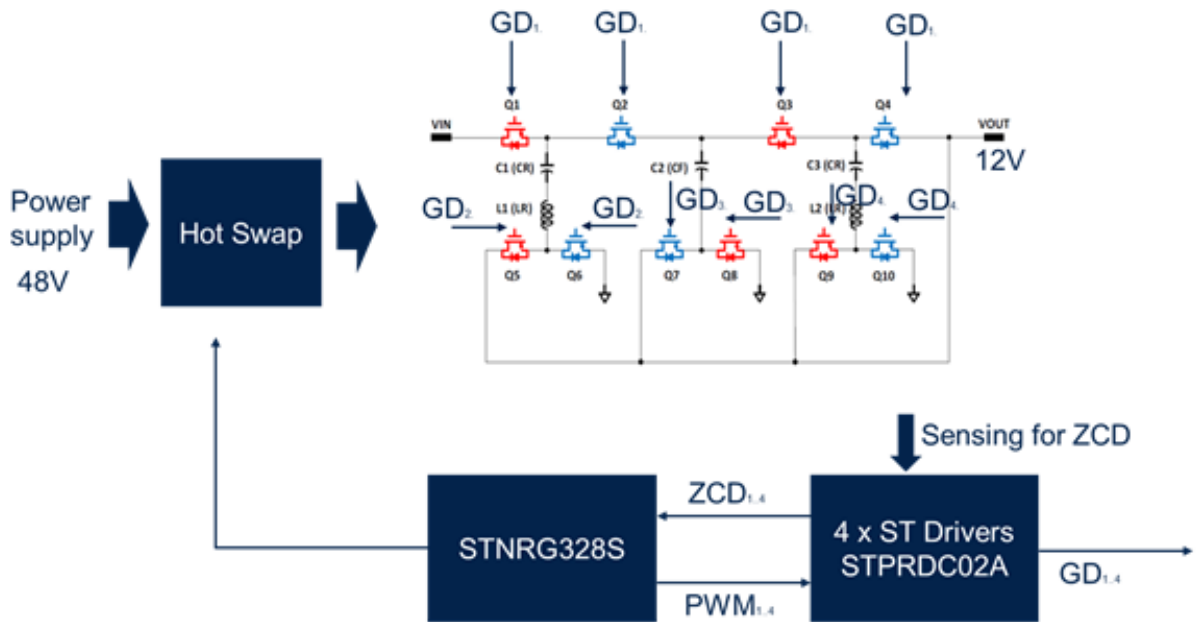 GD1.
GD1.
GD1.
GD1.
Q1
Q2
Q3
Q4
VIN
VOUT
12V
C1 (CR)
C2 (CF)
C3 (CR)
Power
supply
48V
Hot Swap
GD2.
L1 (LR)
GD2.
GD3.
GD3.
L2 (LR)
GD4.
GD4.
Q5
Q6
Q7
Q8
Q9
Q10
Sensing for ZCD
STNRG328S
ZCD1..4
PWM1..4
4 x ST Drivers
STPRDC02A
GD1..4